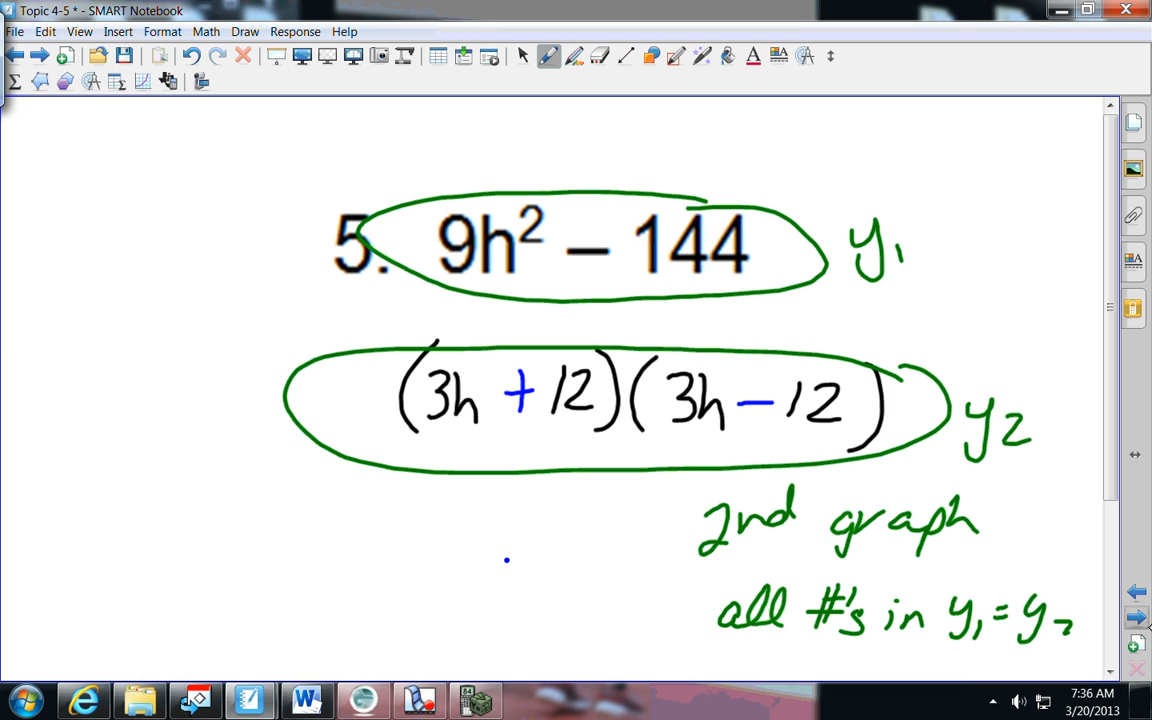 Topic 4-5 * - SMART Notebook
File Edit View Insert Format Math Draw Response Help
5. 9h² – 144 y₁
(3h + 12)(3h – 12) y₂
2nd graph
all #'s in y₁ = y₂
7:36 AM
3/20/2013